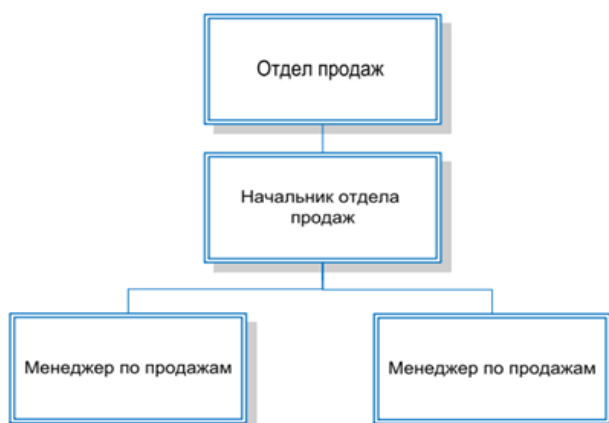 Отдел продаж
Начальник отдела
продаж
Менеджер по продажам
Менеджер по продажам